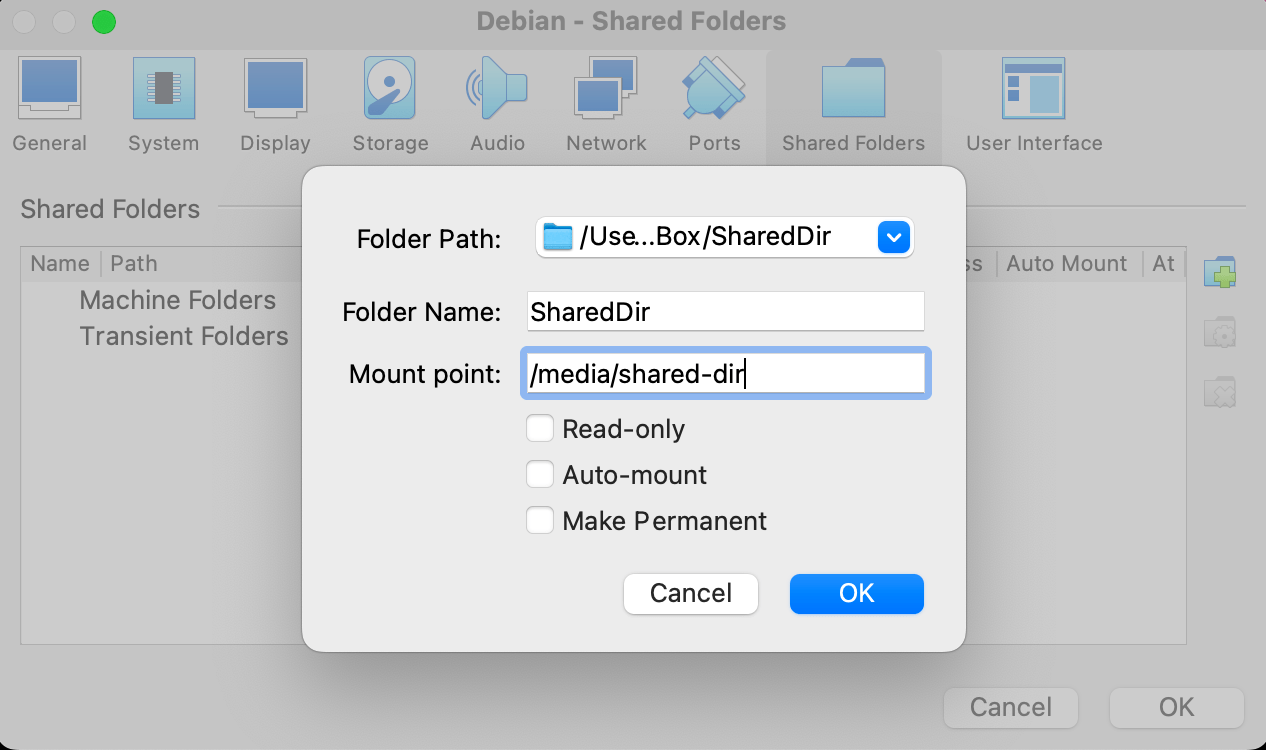 Debian - Shared Folders
General System Display Storage Audio Network Ports Shared Folders User Interface
Shared Folders
Name Path Auto Mount At
Machine Folders
Transient Folders
Folder Path: /Use...Box/SharedDir
Folder Name: SharedDir
Mount point: /media/shared-dir
Read-only
Auto-mount
Make Permanent
Cancel OK
Cancel OK